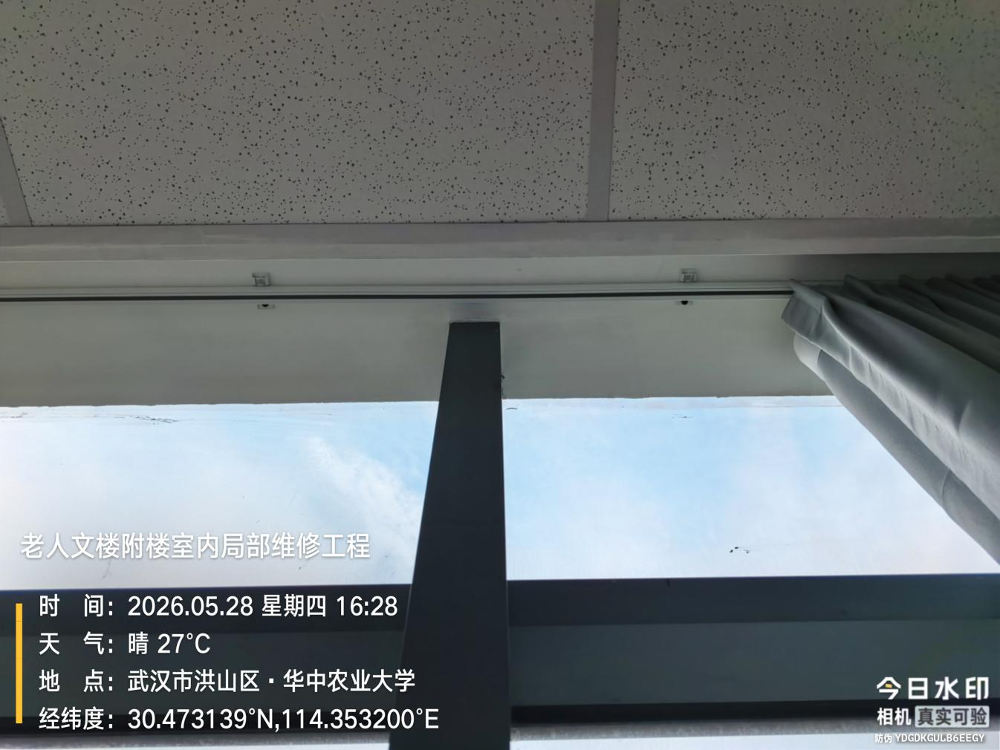 老人文楼附楼室内局部维修工程
时 间：2026.05.28 星期四 16:28
天 气：晴 27°C
地 点：武汉市洪山区·华中农业大学
经纬度：30.473139°N,114.353200°E
今日水印
相机 真实可验
防伪 YDGDKGULB6EEGY